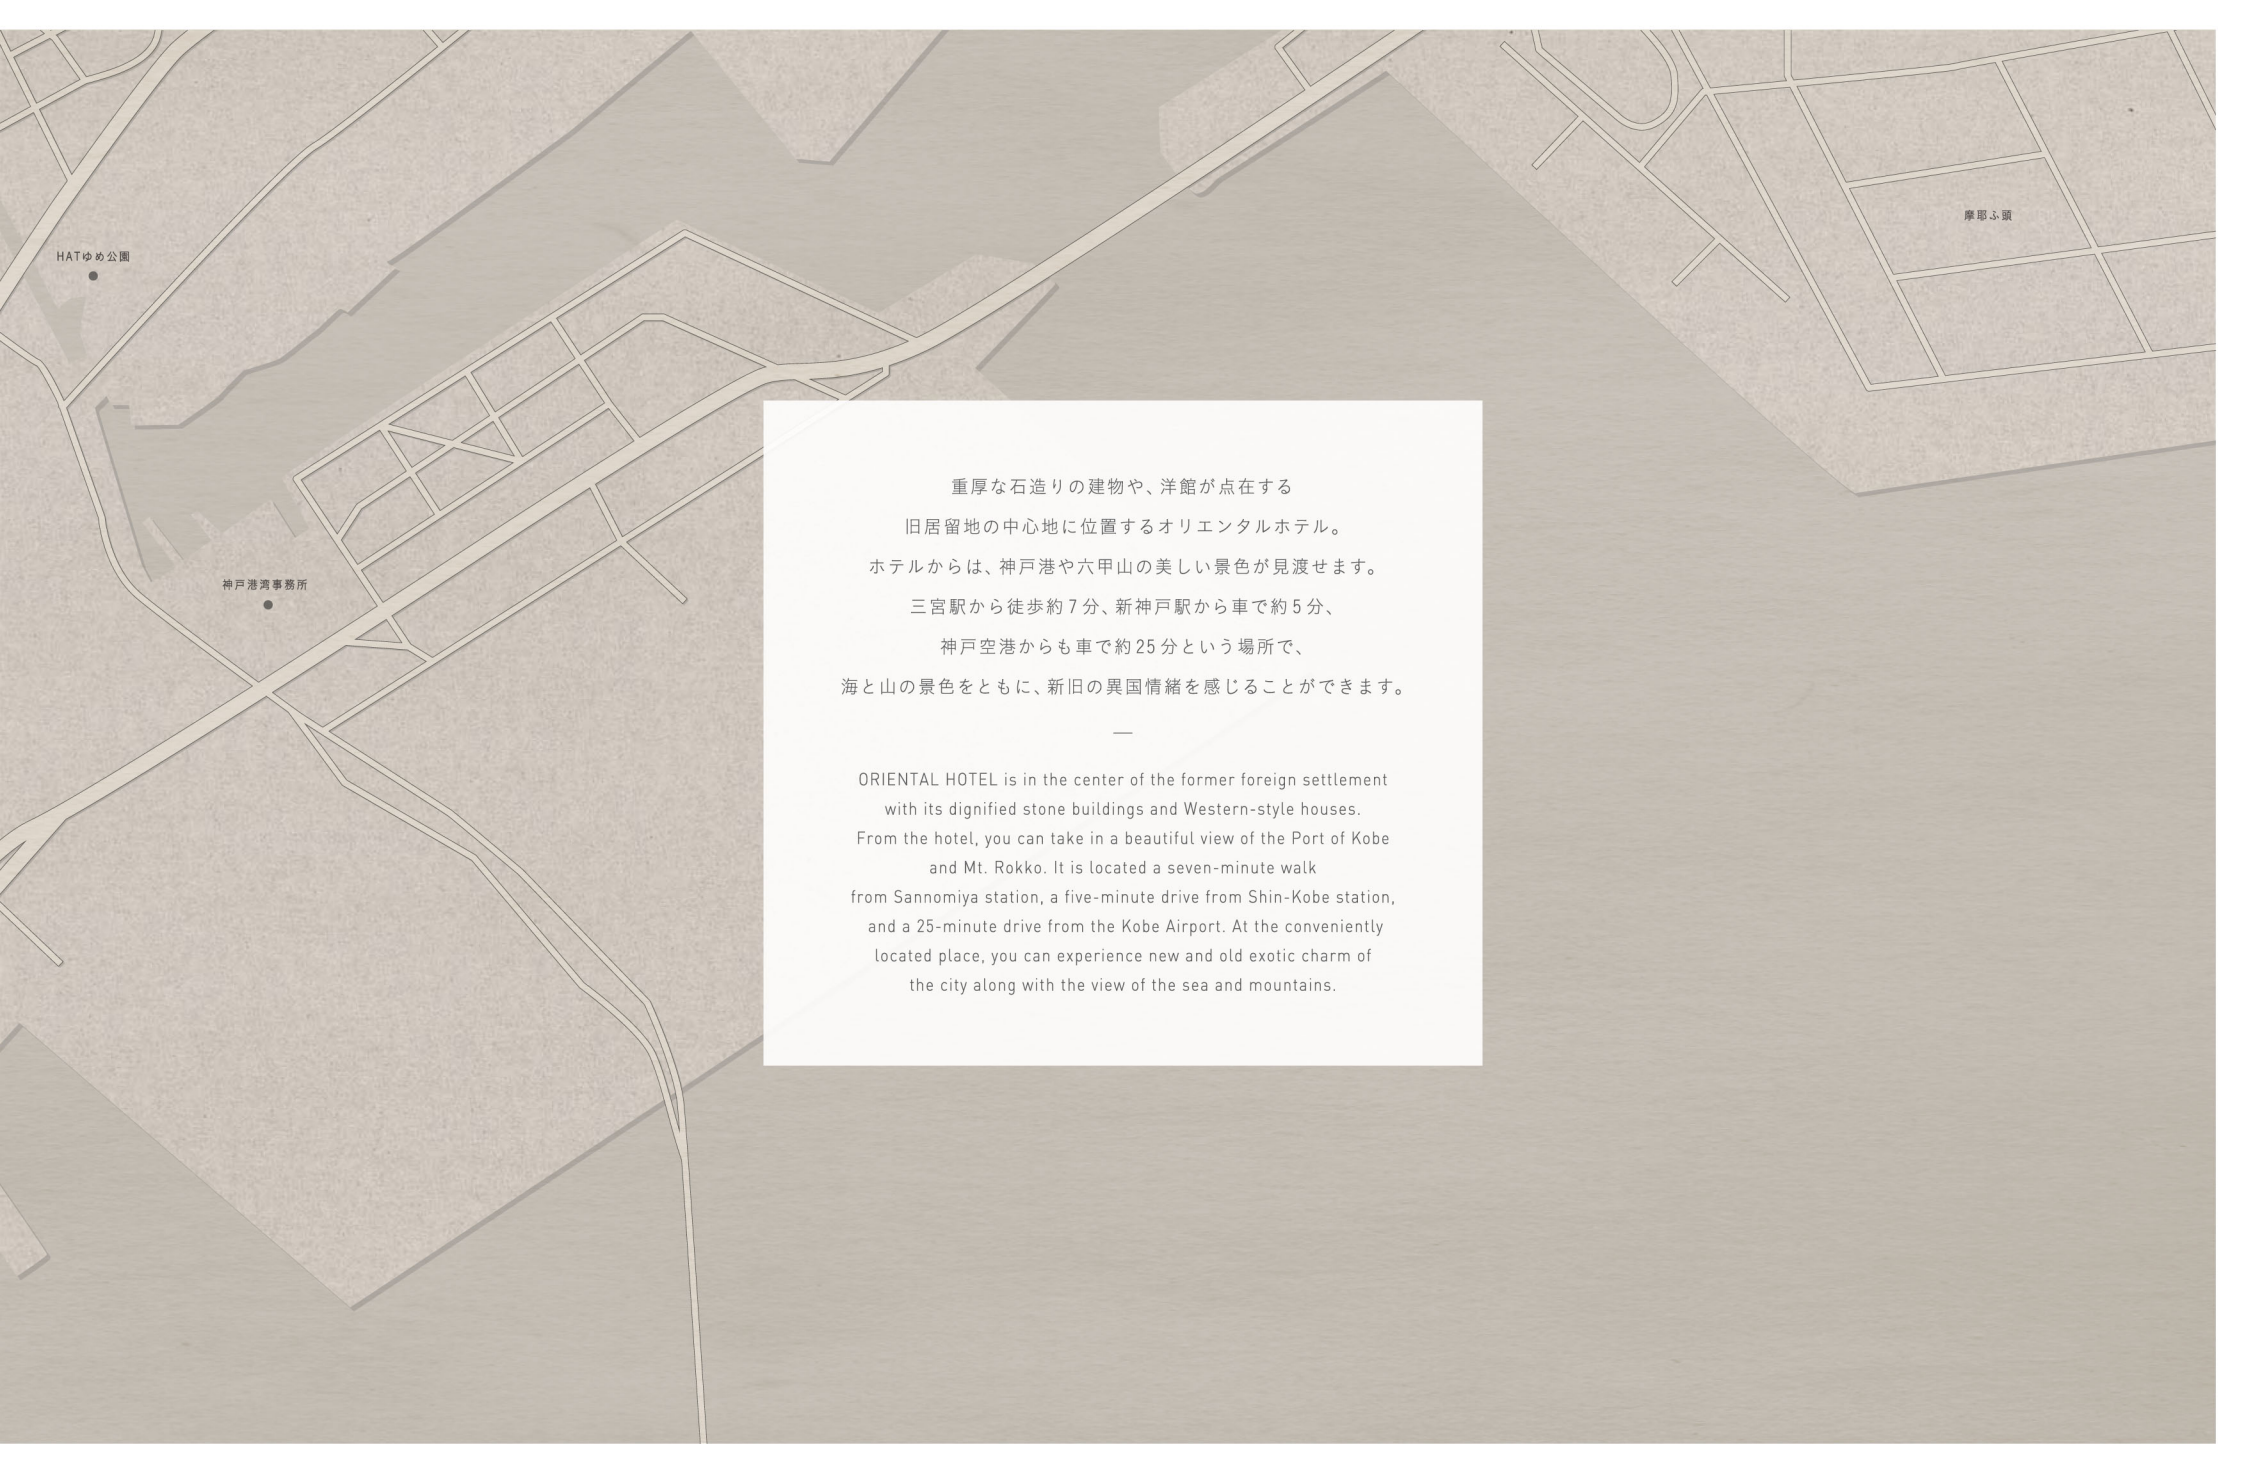 HATゆめ公園
摩耶ふ頭
神戸港湾事務所
重厚な石造りの建物や、洋館が点在する
旧居留地の中心地に位置するオリエンタルホテル。
ホテルからは、神戸港や六甲山の美しい景色が見渡せます。
三宮駅から徒歩約7分、新神戸駅から車で約5分、
神戸空港からも車で約25分という場所で、
海と山の景色をともに、新旧の異国情緒を感じることができます。
—
ORIENTAL HOTEL is in the center of the former foreign settlement
with its dignified stone buildings and Western-style houses.
From the hotel, you can take in a beautiful view of the Port of Kobe
and Mt. Rokko. It is located a seven-minute walk
from Sannomiya station, a five-minute drive from Shin-Kobe station,
and a 25-minute drive from the Kobe Airport. At the conveniently
located place, you can experience new and old exotic charm of
the city along with the view of the sea and mountains.